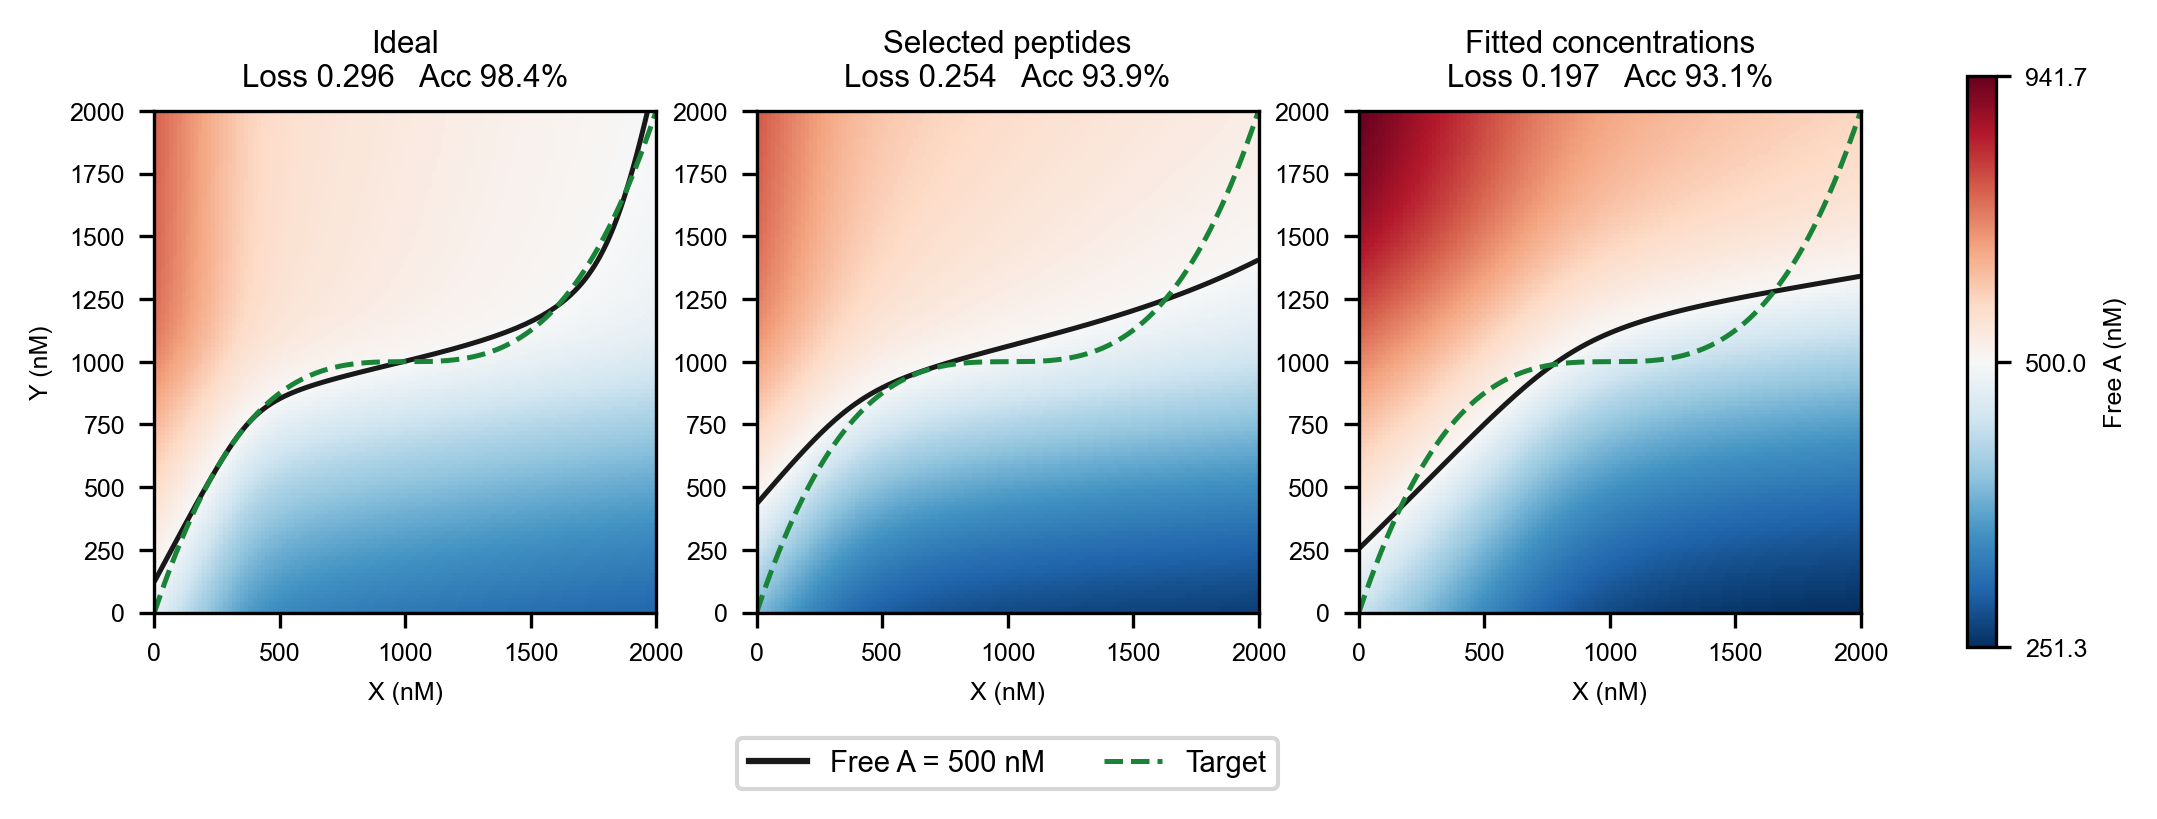 Ideal
Loss 0.296 Acc 98.4%
Selected peptides
Loss 0.254 Acc 93.9%
Fitted concentrations
Loss 0.197 Acc 93.1%
2000
1750
1500
1250
1000
750
500
250
0
Y (nM)
0 500 1000 1500 2000
X (nM)
2000
1750
1500
1250
1000
750
500
250
0
0 500 1000 1500 2000
X (nM)
2000
1750
1500
1250
1000
750
500
250
0
0 500 1000 1500 2000
X (nM)
941.7
500.0
251.3
Free A (nM)
Free A = 500 nM
Target